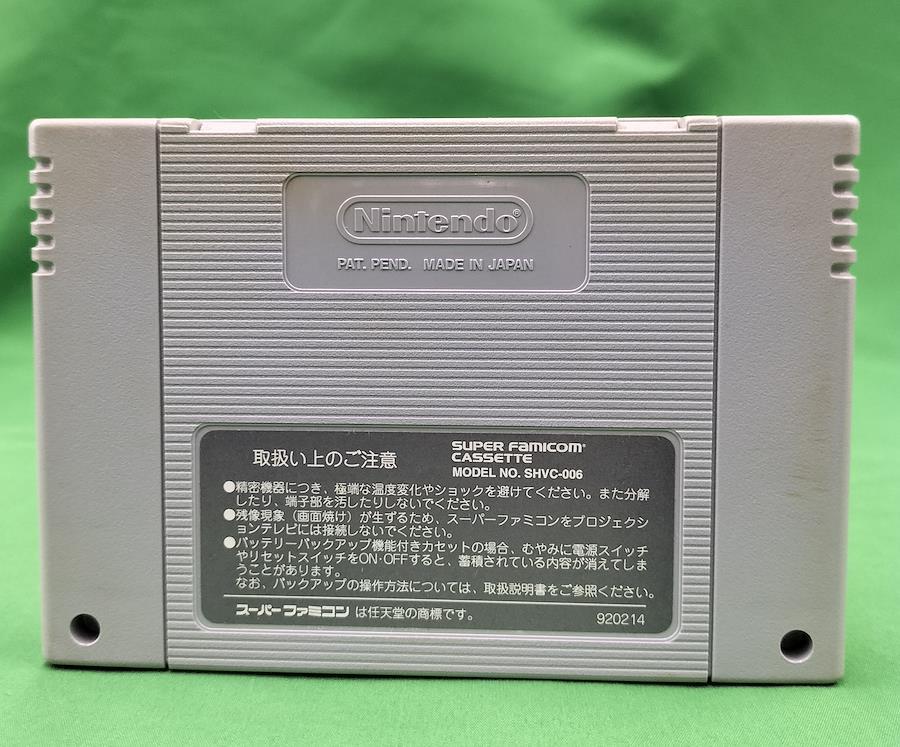 Nintendo®
PAT. PEND. MADE IN JAPAN
取扱い上のご注意
SUPER FAMICOM®
CASSETTE
MODEL NO. SHVC-006
●精密機器につき、極端な温度変化やショックを避けてください。また分解
したり、端子部を汚したりしないでください。
●残像現象（画面焼け）が生ずるため、スーパーファミコンをプロジェクシ
ョンテレビには接続しないでください。
●バッテリーバックアップ機能付きカセットの場合、むやみに電源スイッチ
やリセットスイッチをON・OFFすると、蓄積されている内容が消えてしま
うことがあります。
なお、バックアップの操作方法については、取扱説明書をご参照ください。
スーパーファミコン は任天堂の商標です。
920214